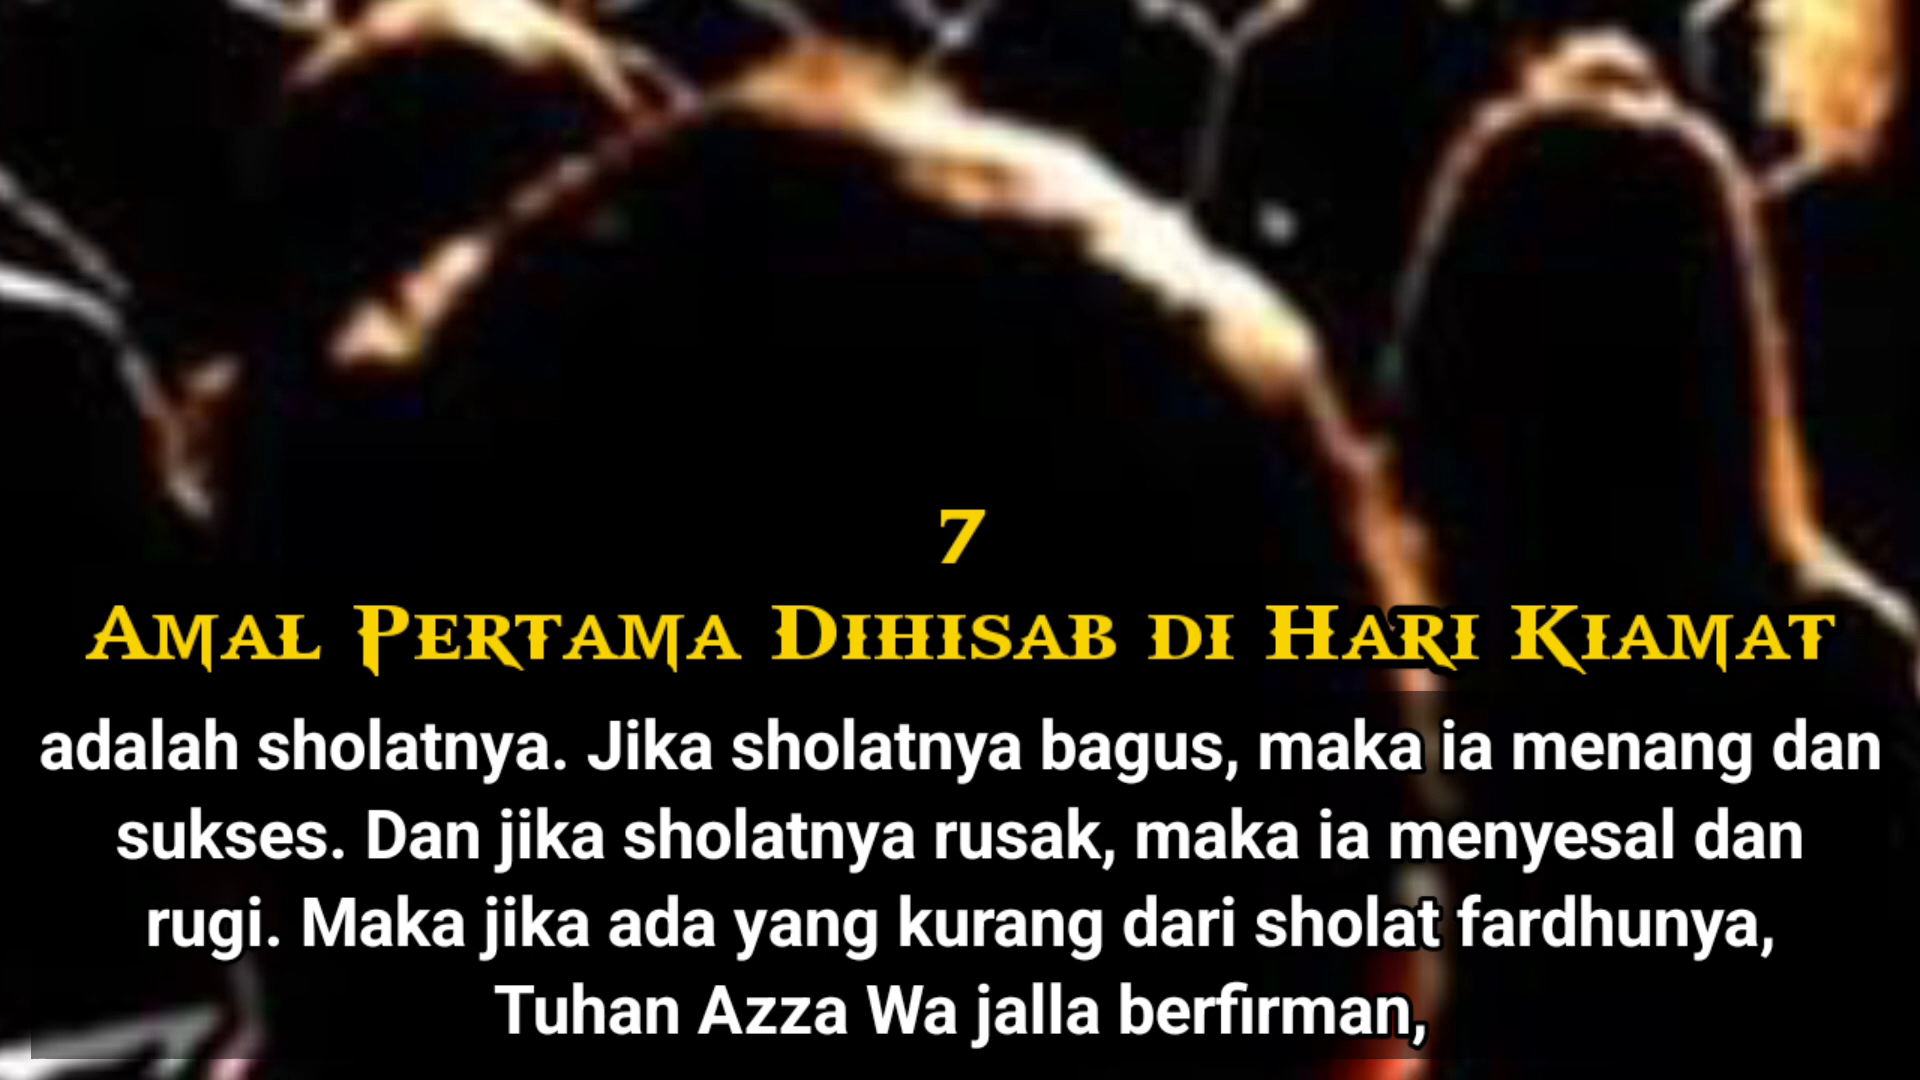 7
Amal Pertama Dihisab di Hari Kiamat
adalah sholatnya. Jika sholatnya bagus, maka ia menang dan
sukses. Dan jika sholatnya rusak, maka ia menyesal dan
rugi. Maka jika ada yang kurang dari sholat fardhunya,
Tuhan Azza Wa jalla berfirman,